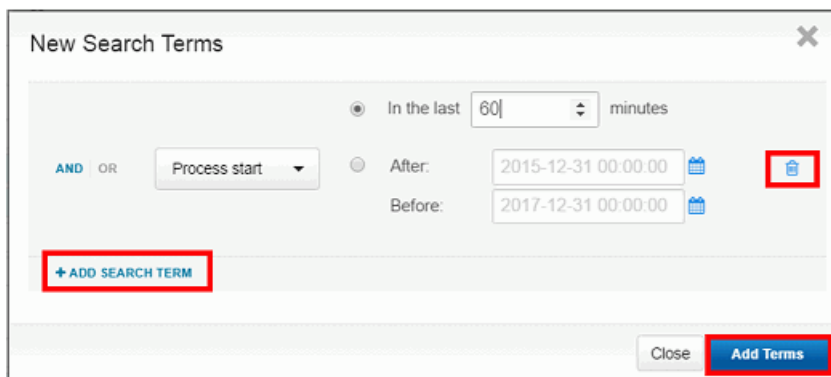 New Search Terms
In the last 60 minutes
AND OR Process start After: 2015-12-31 00:00:00
Before: 2017-12-31 00:00:00
+ ADD SEARCH TERM
Close Add Terms